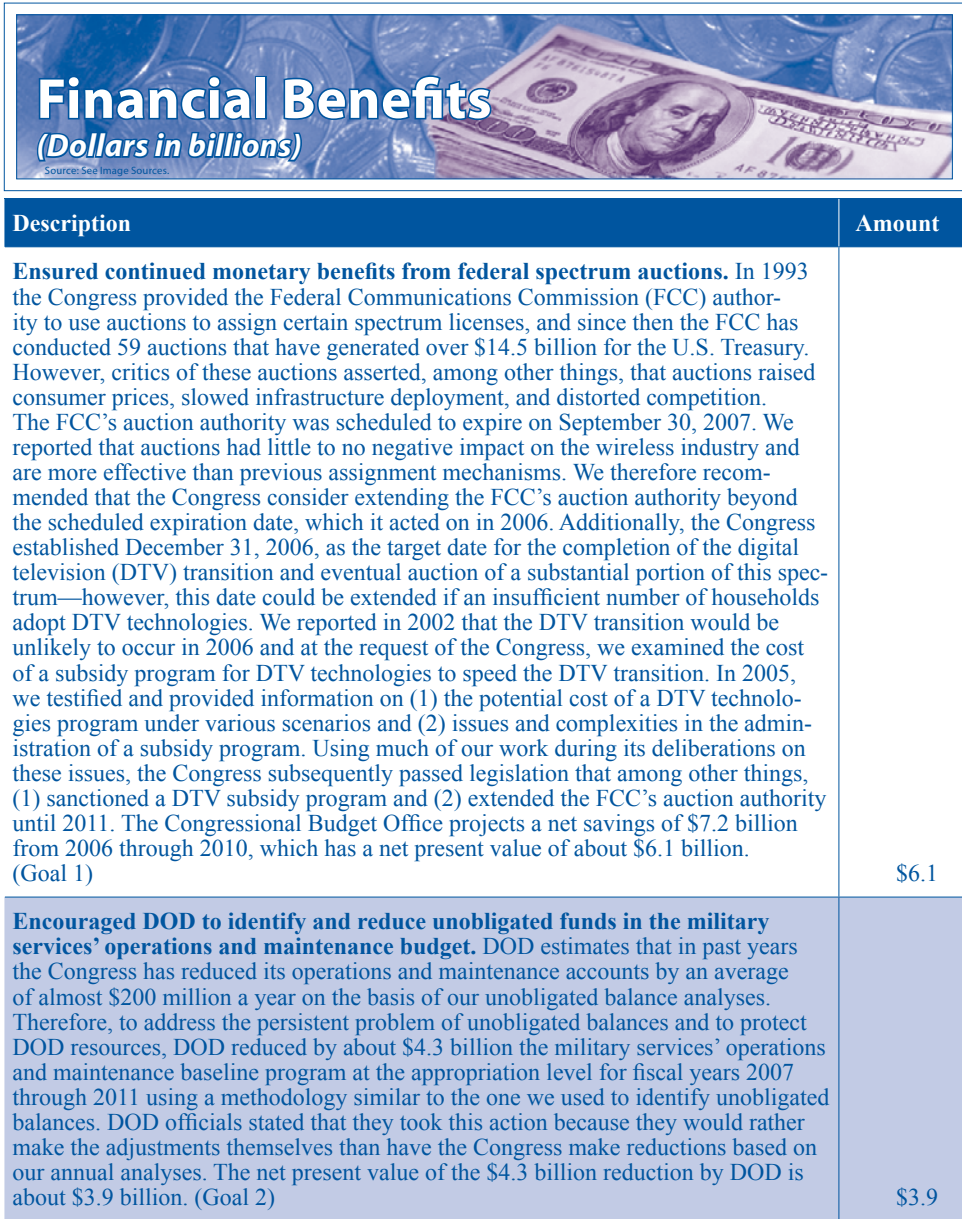 Financial Benefits
(Dollars in billions)
Source: See Image Sources.
Description Amount
Ensured continued monetary benefits from federal spectrum auctions. In 1993
the Congress provided the Federal Communications Commission (FCC) author-
ity to use auctions to assign certain spectrum licenses, and since then the FCC has
conducted 59 auctions that have generated over $14.5 billion for the U.S. Treasury.
However, critics of these auctions asserted, among other things, that auctions raised
consumer prices, slowed infrastructure deployment, and distorted competition.
The FCC's auction authority was scheduled to expire on September 30, 2007. We
reported that auctions had little to no negative impact on the wireless industry and
are more effective than previous assignment mechanisms. We therefore recom-
mended that the Congress consider extending the FCC's auction authority beyond
the scheduled expiration date, which it acted on in 2006. Additionally, the Congress
established December 31, 2006, as the target date for the completion of the digital
television (DTV) transition and eventual auction of a substantial portion of this spec-
trum—however, this date could be extended if an insufficient number of households
adopt DTV technologies. We reported in 2002 that the DTV transition would be
unlikely to occur in 2006 and at the request of the Congress, we examined the cost
of a subsidy program for DTV technologies to speed the DTV transition. In 2005,
we testified and provided information on (1) the potential cost of a DTV technolo-
gies program under various scenarios and (2) issues and complexities in the admin-
istration of a subsidy program. Using much of our work during its deliberations on
these issues, the Congress subsequently passed legislation that among other things,
(1) sanctioned a DTV subsidy program and (2) extended the FCC's auction authority
until 2011. The Congressional Budget Office projects a net savings of $7.2 billion
from 2006 through 2010, which has a net present value of about $6.1 billion.
(Goal 1) $6.1
Encouraged DOD to identify and reduce unobligated funds in the military
services' operations and maintenance budget. DOD estimates that in past years
the Congress has reduced its operations and maintenance accounts by an average
of almost $200 million a year on the basis of our unobligated balance analyses.
Therefore, to address the persistent problem of unobligated balances and to protect
DOD resources, DOD reduced by about $4.3 billion the military services' operations
and maintenance baseline program at the appropriation level for fiscal years 2007
through 2011 using a methodology similar to the one we used to identify unobligated
balances. DOD officials stated that they took this action because they would rather
make the adjustments themselves than have the Congress make reductions based on
our annual analyses. The net present value of the $4.3 billion reduction by DOD is
about $3.9 billion. (Goal 2) $3.9